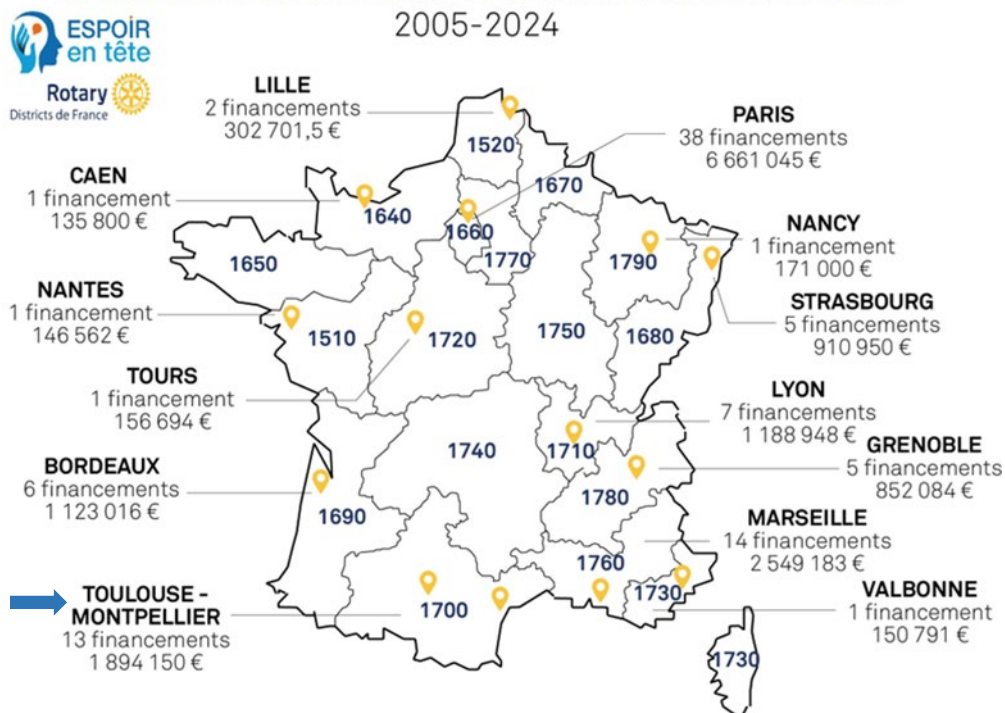 2005-2024
ESPOIR
en tête
Rotary
Districts de France
LILLE
2 financements
302 701,5 €
PARIS
38 financements
6 661 045 €
CAEN
1 financement
135 800 €
NANCY
1 financement
171 000 €
NANTES
1 financement
146 562 €
STRASBOURG
5 financements
910 950 €
TOURS
1 financement
156 694 €
LYON
7 financements
1 188 948 €
BORDEAUX
6 financements
1 123 016 €
GRENOBLE
5 financements
852 084 €
MARSEILLE
14 financements
2 549 183 €
TOULOUSE -
MONTPELLIER
13 financements
1 894 150 €
VALBONNE
1 financement
150 791 €
1520
1670
1640
1660
1770
1790
1650
1510
1720
1750
1680
1740
1710
1780
1690
1760
1700
1730
1730